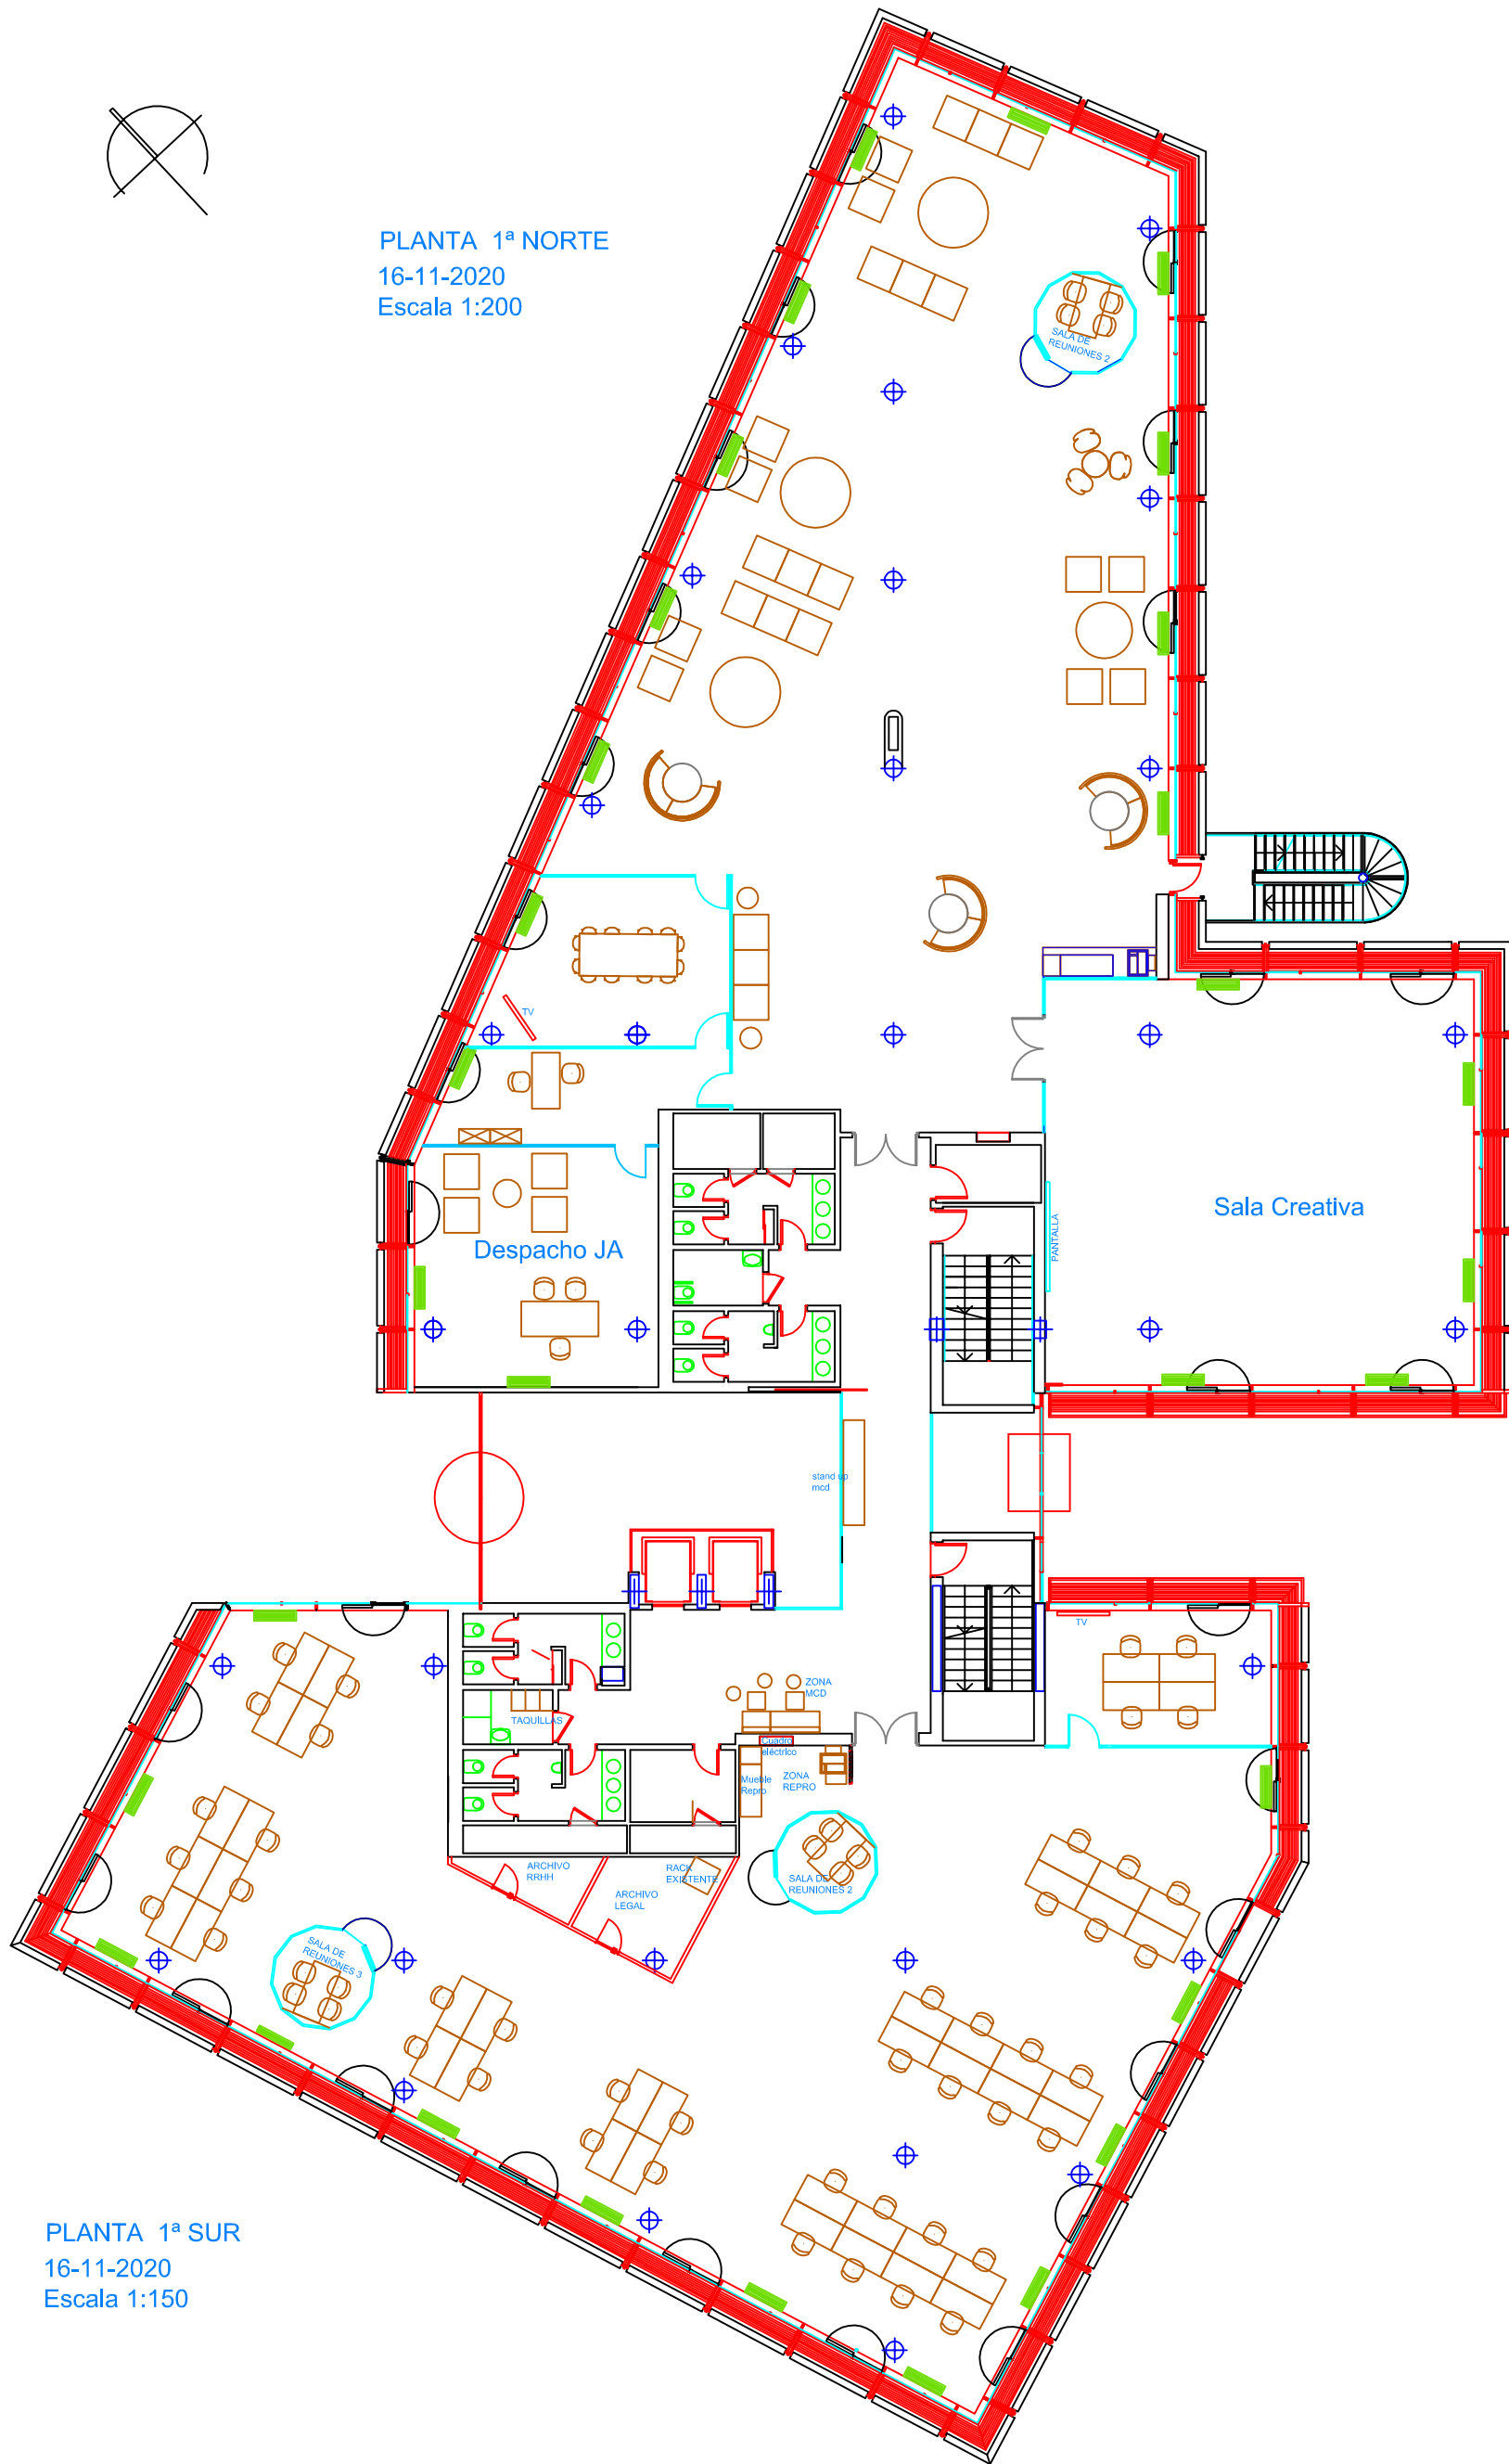 PLANTA 1ª NORTE
16-11-2020
Escala 1:200
SALA DE
REUNIONES 2
TV
Sala Creativa
PANTALLA
Despacho JA
stand up
mcd
TV
ZONA
MCD
TAQUILLAS
Cuadro
eléctrico
Mueble
Repro
ZONA
REPRO
ARCHIVO
RRHH
RACK
EXISTENTE
ARCHIVO
LEGAL
SALA DE
REUNIONES 2
SALA DE
REUNIONES 3
PLANTA 1ª SUR
16-11-2020
Escala 1:150